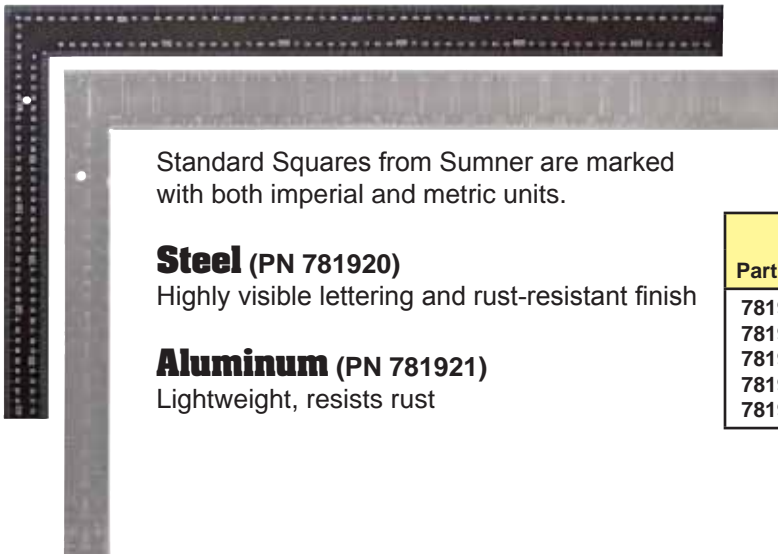 Standard Squares from Sumner are marked
with both imperial and metric units.
Steel (PN 781920)
Highly visible lettering and rust-resistant finish
Aluminum (PN 781921)
Lightweight, resists rust
Part